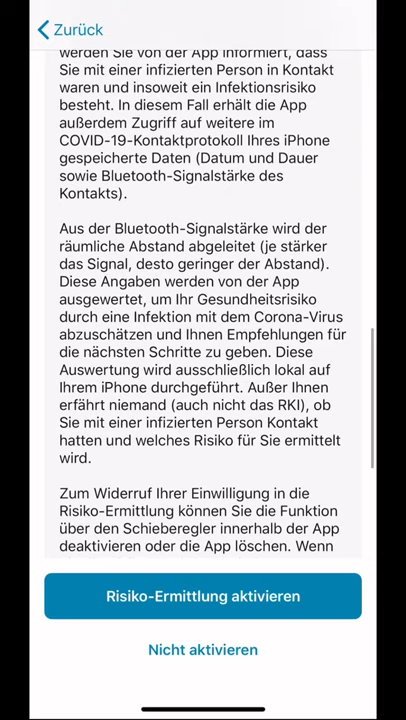 Zurück
werden Sie von der App informiert, dass
Sie mit einer infizierten Person in Kontakt
waren und insoweit ein Infektionsrisiko
besteht. In diesem Fall erhält die App
außerdem Zugriff auf weitere im
COVID-19-Kontaktprotokoll Ihres iPhone
gespeicherte Daten (Datum und Dauer
sowie Bluetooth-Signalstärke des
Kontakts).
Aus der Bluetooth-Signalstärke wird der
räumliche Abstand abgeleitet (je stärker
das Signal, desto geringer der Abstand).
Diese Angaben werden von der App
ausgewertet, um Ihr Gesundheitsrisiko
durch eine Infektion mit dem Corona-Virus
abzuschätzen und Ihnen Empfehlungen für
die nächsten Schritte zu geben. Diese
Auswertung wird ausschließlich lokal auf
Ihrem iPhone durchgeführt. Außer Ihnen
erfährt niemand (auch nicht das RKI), ob
Sie mit einer infizierten Person Kontakt
hatten und welches Risiko für Sie ermittelt
wird.
Zum Widerruf Ihrer Einwilligung in die
Risiko-Ermittlung können Sie die Funktion
über den Schieberegler innerhalb der App
deaktivieren oder die App löschen. Wenn
Risiko-Ermittlung aktivieren
Nicht aktivieren